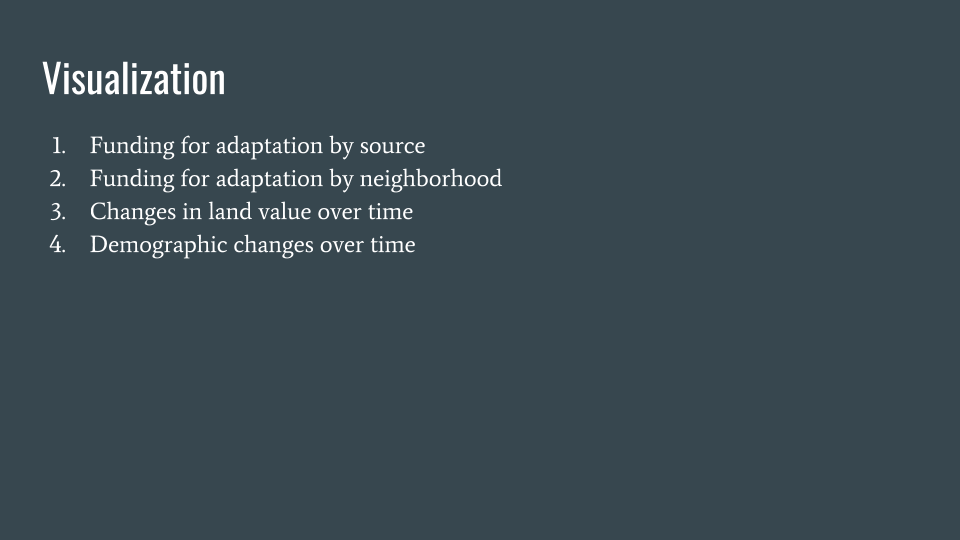 Visualization
1. Funding for adaptation by source
2. Funding for adaptation by neighborhood
3. Changes in land value over time
4. Demographic changes over time